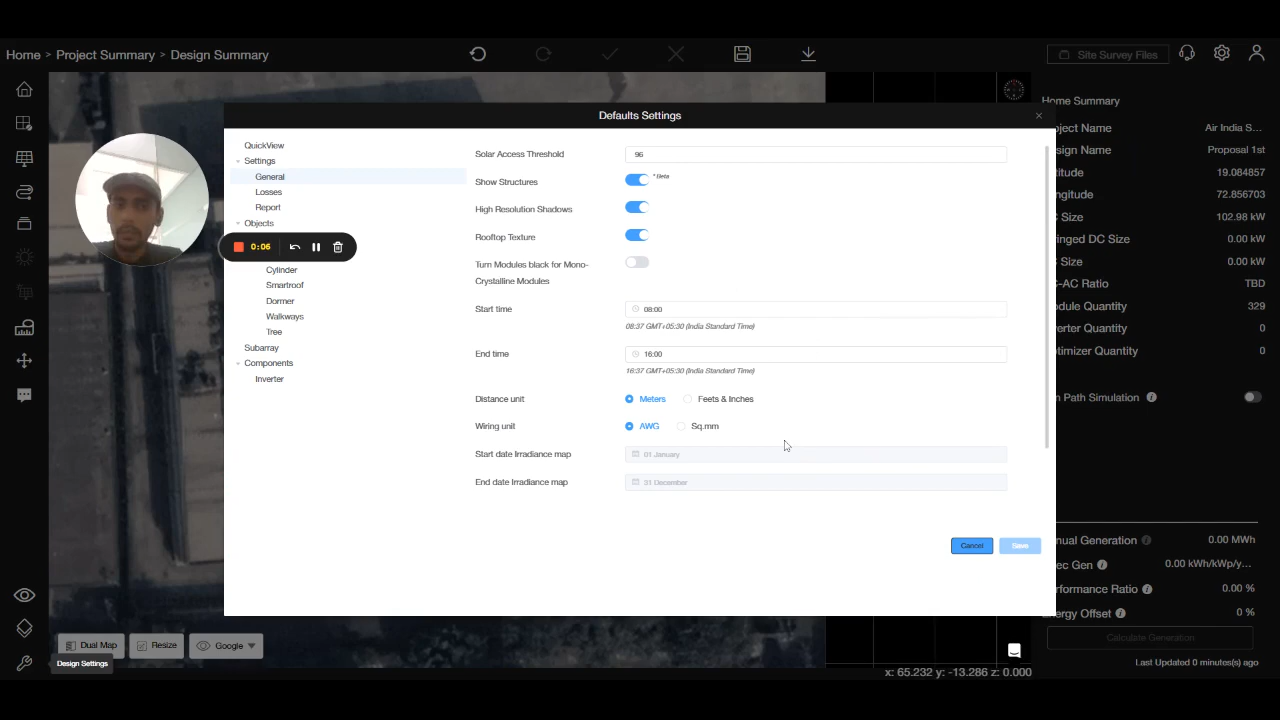 Home > Project Summary > Design Summary
Site Survey Files
Defaults Settings
QuickView
Settings
General
Losses
Report
Objects
0:06
Cylinder
Smartroof
Dormer
Walkways
Tree
Subarray
Components
Inverter
Solar Access Threshold 96
Show Structures * Beta
High Resolution Shadows
Rooftop Texture
Turn Modules black for Mono-
Crystalline Modules
Start time 08:00
08:37 GMT+05:30 (India Standard Time)
End time 16:00
16:37 GMT+05:30 (India Standard Time)
Distance unit Meters Feets & Inches
Wiring unit AWG Sq.mm
Start date Irradiance map 01 January
End date Irradiance map 31 December
Cancel Save
Home Summary
oject Name Air India S...
sign Name Proposal 1st
titude 19.084857
ngitude 72.856703
C Size 102.98 kW
inged DC Size 0.00 kW
C Size 0.00 kW
C-AC Ratio TBD
odule Quantity 329
verter Quantity 0
ptimizer Quantity 0
n Path Simulation i
nual Generation i 0.00 MWh
ec Gen i 0.00 kWh/kWp/y...
rformance Ratio i 0.00 %
ergy Offset i 0 %
Calculate Generation
Last Updated 0 minutes(s) ago
Dual Map Resize Google
Design Settings
x: 65.232 y: -13.286 z: 0.000